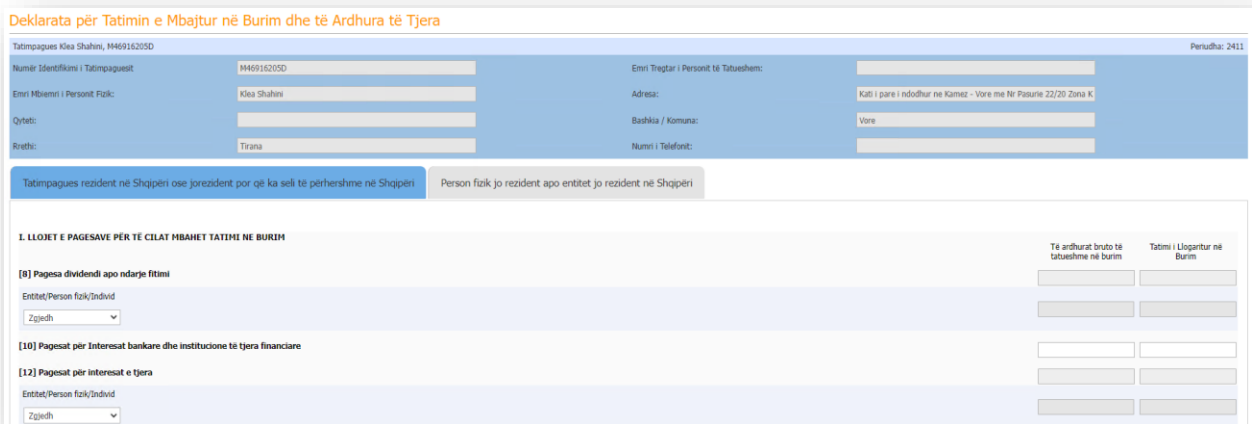 Deklarata për Tatimin e Mbajtur në Burim dhe të Ardhura të Tjera
Tatimpagues Klea Shahini, M46916205D Periudha: 2411
Numër Identifikimi i Tatimpaguesit M46916205D Emri Tregtar i Personit të Tatueshem:
Emri Mbiemri i Personit Fizik: Klea Shahini Adresa: Kati i pare i ndodhur ne Kamez - Vore me Nr Pasurie 22/20 Zona K
Qyteti: Bashkia / Komuna: Vore
Rrethi: Tirana Numri i Telefonit:
Tatimpagues rezident në Shqipëri ose jorezident por që ka seli të përhershme në Shqipëri Person fizik jo rezident apo entitet jo rezident në Shqipëri
I. LLOJET E PAGESAVE PËR TË CILAT MBAHET TATIMI NE BURIM
Të ardhurat bruto të tatueshme në burim
Tatimi i Llogaritur në Burim
[8] Pagesa dividendi apo ndarje fitimi
Entitet/Person fizik/Individ
Zgjedh
[10] Pagesat për Interesat bankare dhe institucione të tjera financiare
[12] Pagesat për interesat e tjera
Entitet/Person fizik/Individ
Zgjedh